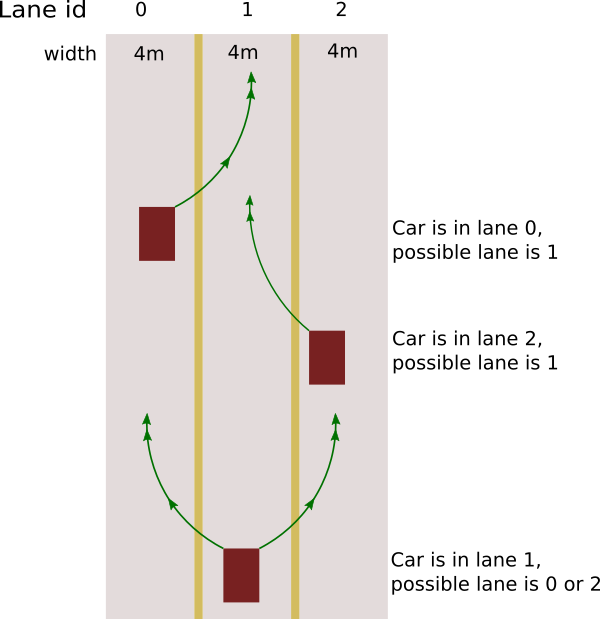 Lane id 0 1 2
width 4m 4m 4m
Car is in lane 0,
possible lane is 1
Car is in lane 2,
possible lane is 1
Car is in lane 1,
possible lane is 0 or 2